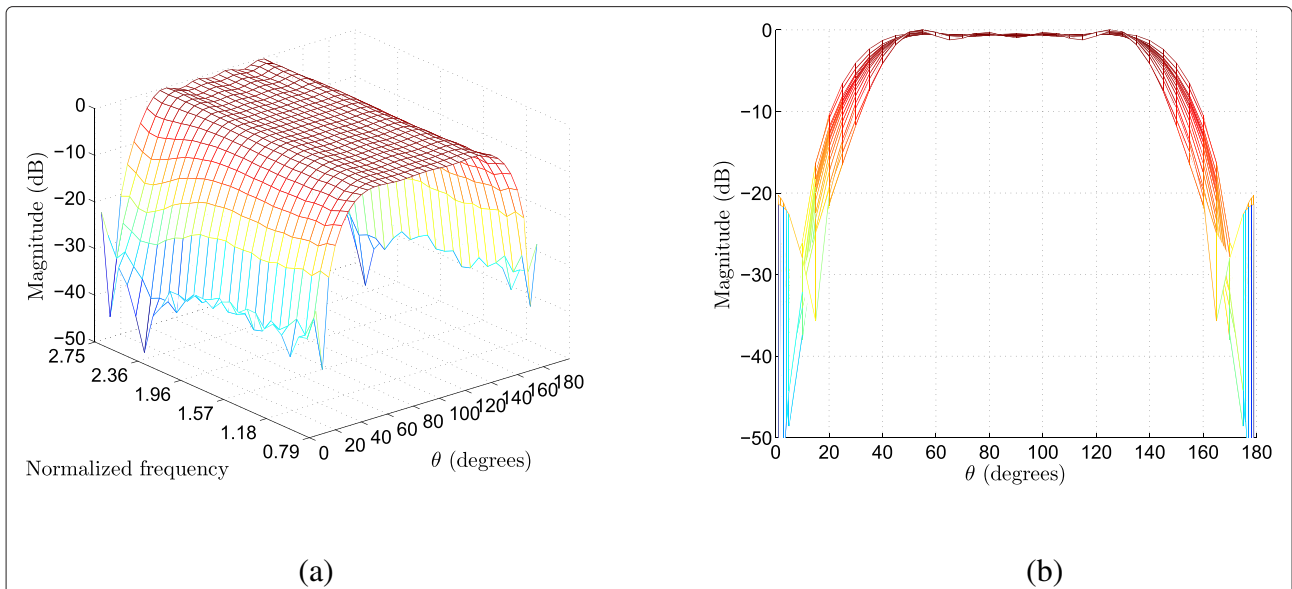 0
−10
−20
−30
−40
−50
Magnitude (dB)
2.75
2.36
1.96
1.57
1.18
0.79
Normalized frequency
0 20 40 60 80 100 120 140 160 180
θ (degrees)
(a)
0
−10
−20
−30
−40
−50
Magnitude (dB)
0 20 40 60 80 100 120 140 160 180
θ (degrees)
(b)